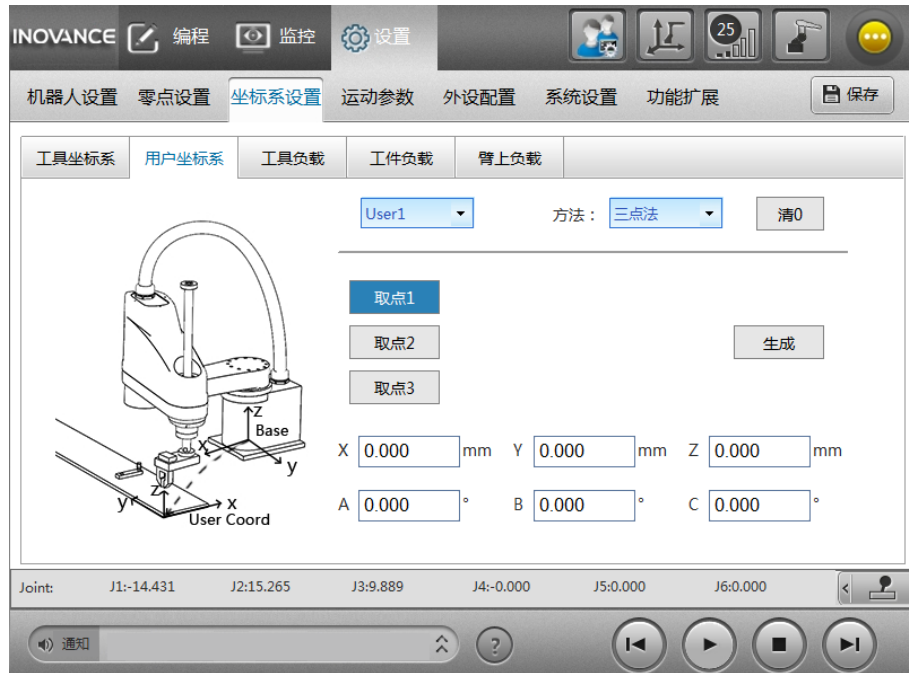 INOVANCE 编程 监控 设置 25
机器人设置 零点设置 坐标系设置 运动参数 外设配置 系统设置 功能扩展 保存
工具坐标系 用户坐标系 工具负载 工件负载 臂上负载
User1 方法： 三点法 清0
取点1
取点2 生成
取点3
Z
Base
x
y
X 0.000 mm Y 0.000 mm Z 0.000 mm
Z
y x
User Coord
A 0.000 ° B 0.000 ° C 0.000 °
Joint: J1:-14.431 J2:15.265 J3:9.889 J4:-0.000 J5:0.000 J6:0.000 <
通知 ?